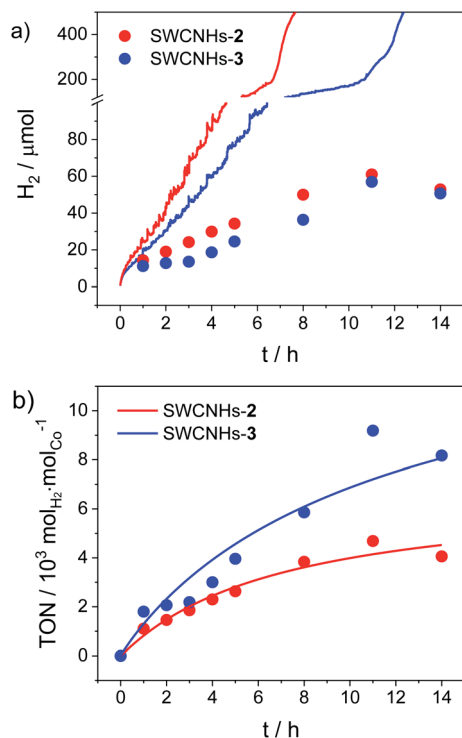 a)
SWCNHs-2
SWCNHs-3
H₂ / μmol
400
200
80
60
40
20
0
0 2 4 6 8 10 12 14
t / h
b)
SWCNHs-2
SWCNHs-3
TON / 10³ mol_H₂·mol_Co⁻¹
10
8
6
4
2
0
0 2 4 6 8 10 12 14
t / h